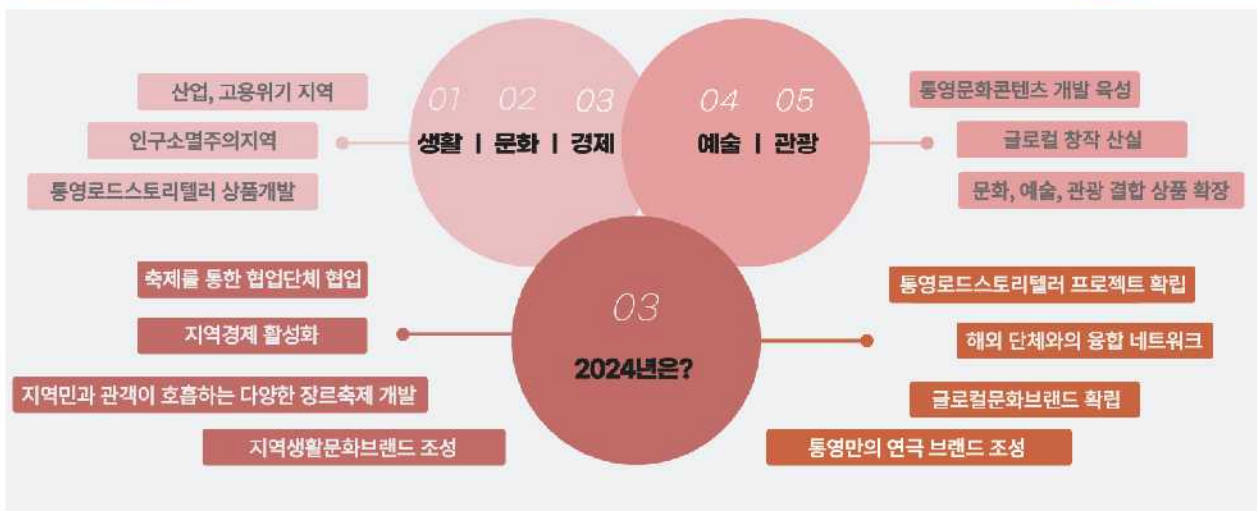 산업, 고용위기 지역
인구소멸주의지역
통영로드스토리텔러 상품개발
01 02 03
생활 | 문화 | 경제
04 05
예술 | 관광
통영문화콘텐츠 개발 육성
글로컬 창작 산실
문화, 예술, 관광 결합 상품 확장
축제를 통한 협업단체 협업
지역경제 활성화
지역민과 관객이 호흡하는 다양한 장르축제 개발
지역생활문화브랜드 조성
03
2024년은?
통영로드스토리텔러 프로젝트 확립
해외 단체와의 융합 네트워크
글로컬문화브랜드 확립
통영만의 연극 브랜드 조성